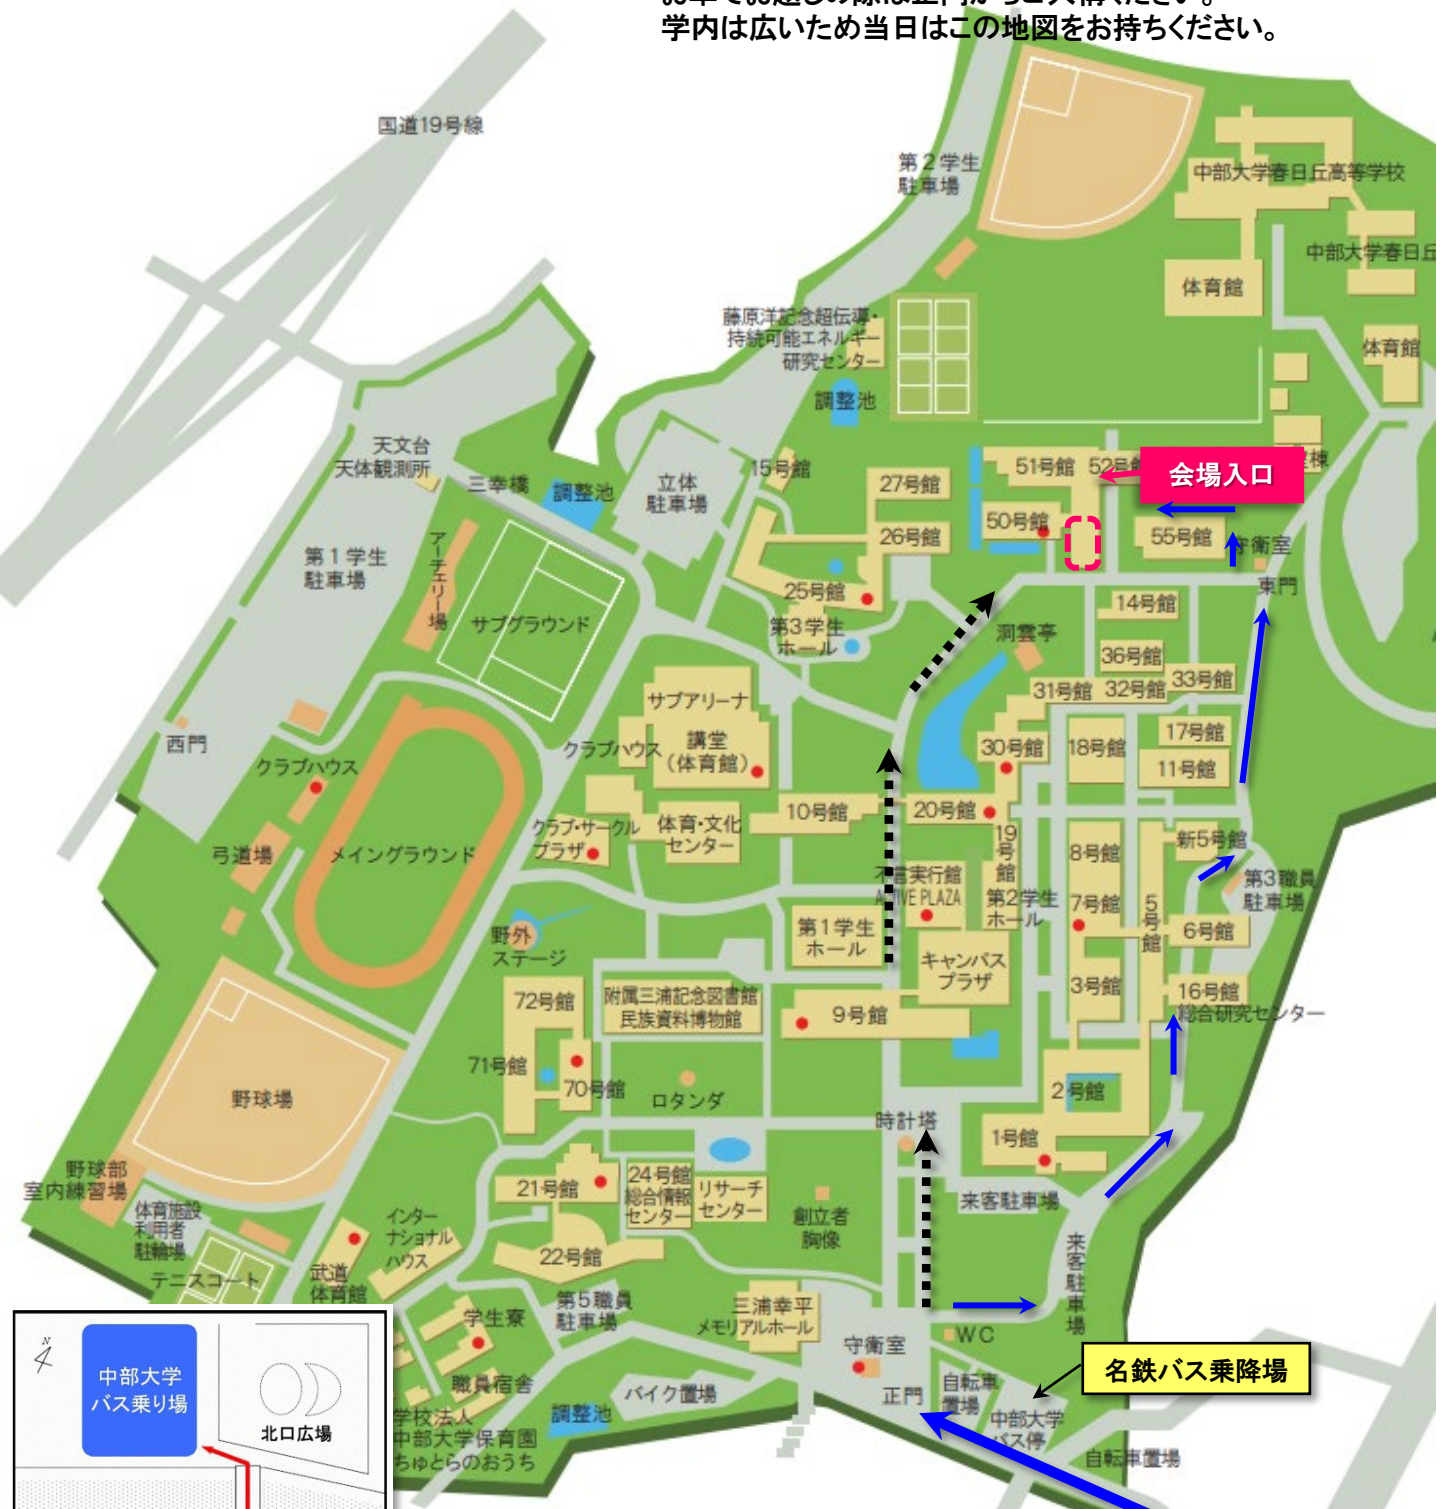 学内は広いため当日はこの地図をお持ちください。
国道19号線
第2学生
駐車場
中部大学春日丘高等学校
中部大学春日丘
体育館
体育館
藤原洋記念超伝導・
持続可能エネルギー
研究センター
調整池
天文台
天体観測所
三幸橋
調整池
立体
駐車場
15号館
27号館
26号館
25号館
第3学生
ホール
51号館
52号館
会場入口
50号館
55号館
守衛室
東門
14号館
洞雲亭
36号館
33号館
31号館
32号館
30号館
18号館
17号館
11号館
第1学生
駐車場
アーチェリー場
サブグラウンド
サブアリーナ
講堂
(体育館)
クラブハウス
西門
クラブハウス
弓道場
メイングラウンド
クラブ・サークル
プラザ
体育・文化
センター
10号館
20号館
19号館
8号館
新5号館
第3職員
駐車場
不言実行館
ACTIVE PLAZA
第2学生
ホール
7号館
5号館
6号館
第1学生
ホール
キャンパス
プラザ
3号館
16号館
総合研究センター
野外
ステージ
72号館
附属三浦記念図書館
民族資料博物館
9号館
71号館
70号館
ロタンダ
2号館
時計塔
1号館
野球場
野球部
室内練習場
21号館
24号館
総合情報
センター
リサーチ
センター
創立者
胸像
来客駐車場
来客駐車場
体育施設
利用者
駐輪場
テニスコート
インター
ナショナル
ハウス
武道
体育館
22号館
第5職員
駐車場
三浦幸平
メモリアルホール
学生寮
守衛室
WC
名鉄バス乗降場
職員宿舎
バイク置場
正門
自転車
置場
中部大学
バス停
自転車置場
学校法人
中部大学保育園
ちゅとらのおうち
調整池
N
中部大学
バス乗り場
北口広場